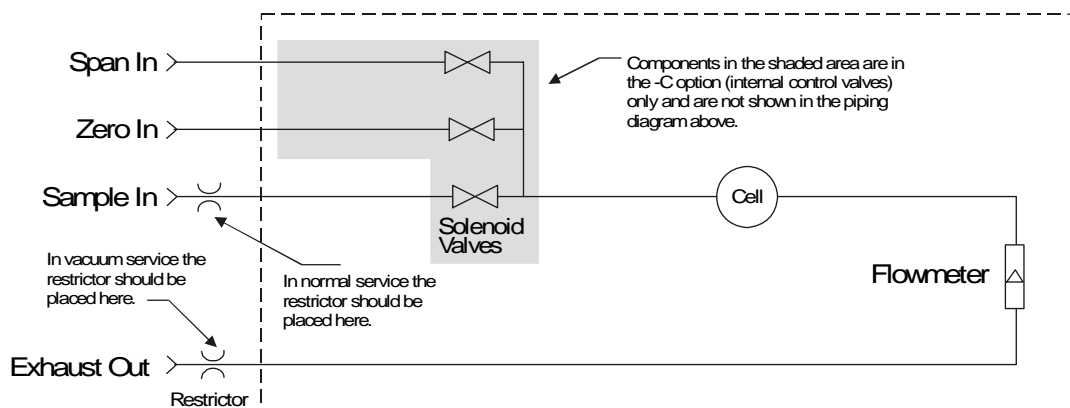 Span In
Components in the shaded area are in
the -C option (internal control valves)
only and are not shown in the piping
diagram above.
Zero In
Sample In
Cell
Solenoid
Valves
In vacuum service the
restrictor should be
placed here.
In normal service the
restrictor should be
placed here.
Flowmeter
Exhaust Out
Restrictor